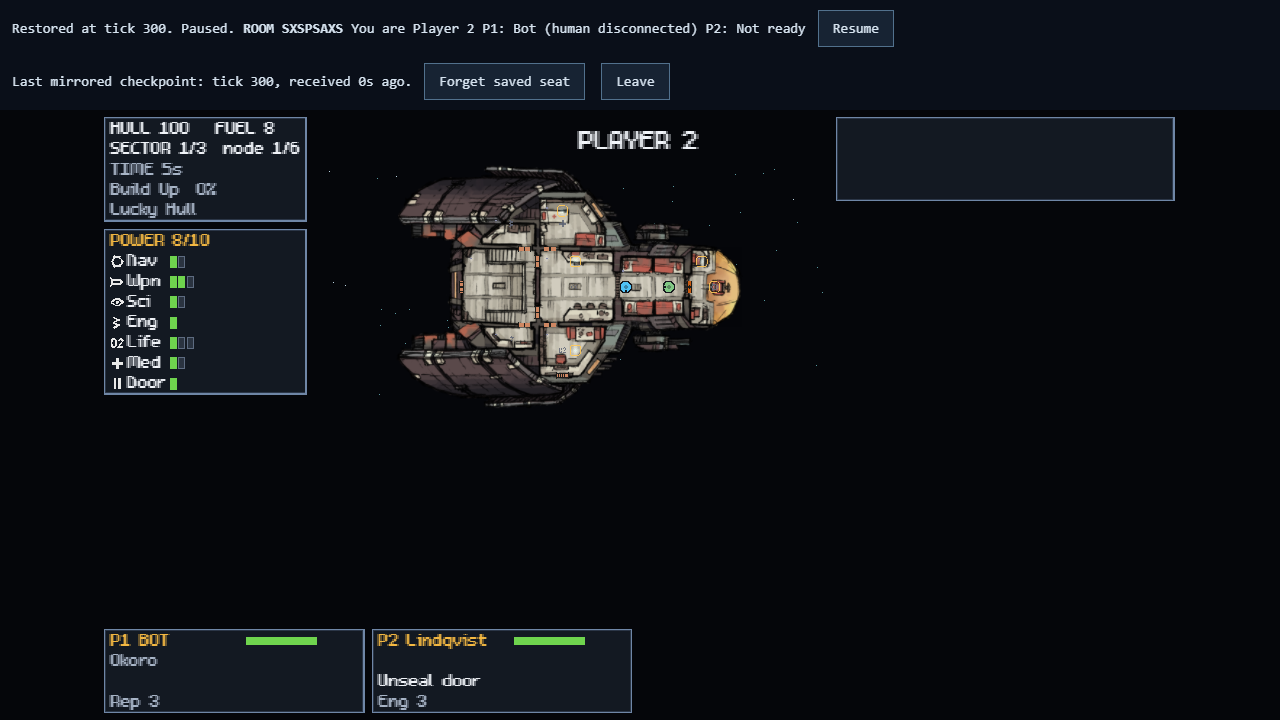 Restored at tick 300. Paused. ROOM SXSPSAXS You are Player 2 P1: Bot (human disconnected) P2: Not ready Resume
Last mirrored checkpoint: tick 300, received 0s ago. Forget saved seat Leave
HULL 100 FUEL 8
SECTOR 1/3 node 1/6
TIME 5s
Build Up 0%
Lucky Hull
PLAYER 2
POWER 8/10
Nav
Wpn
Sci
Eng
O2 Life
Med
Door
P1 BOT
Okoro
Rep 3
P2 Lindqvist
Unseal door
Eng 3